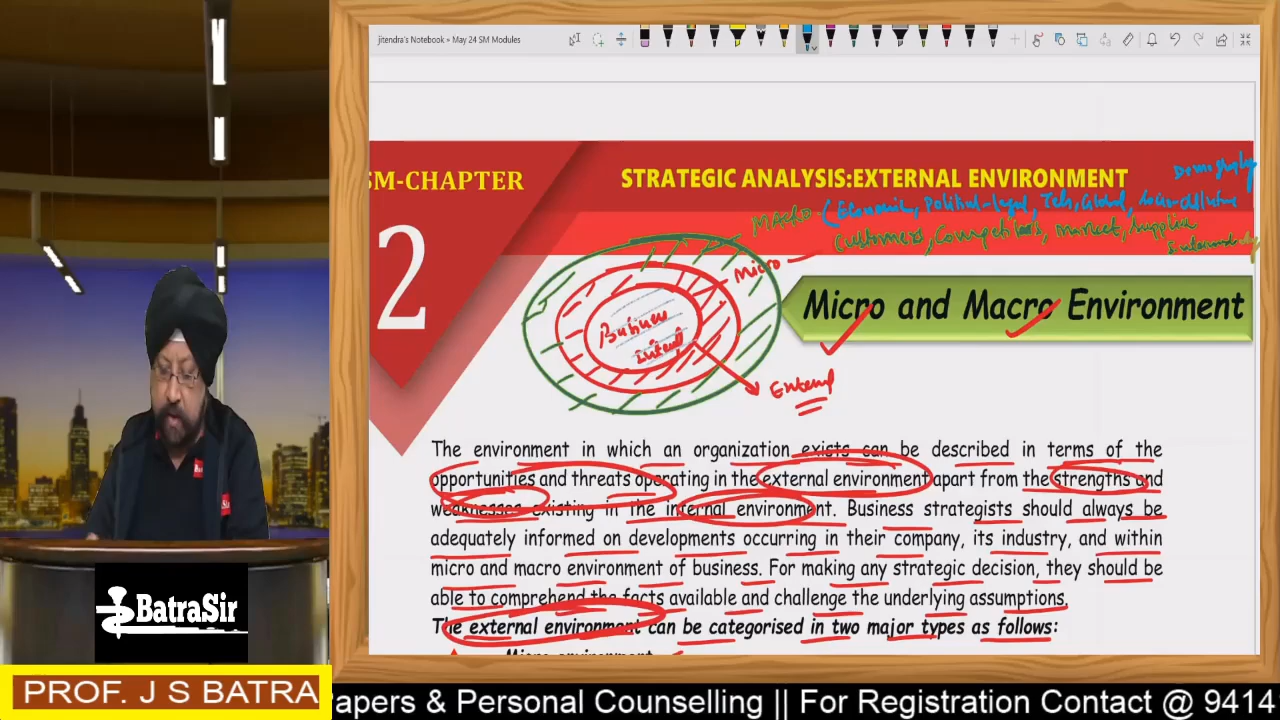 jitendra's Notebook » May 24 SM Modules
SM-CHAPTER
2
STRATEGIC ANALYSIS:EXTERNAL ENVIRONMENT
Demography
MACRO (Economic, Political-legal, Tech, Global, Socio-cultural
Customers, Competitors, Market, Supplier
Micro
Micro and Macro Environment
Business
Internal
External
The environment in which an organization exists can be described in terms of the
opportunities and threats operating in the external environment apart from the strengths and
weaknesses existing in the internal environment. Business strategists should always be
adequately informed on developments occurring in their company, its industry, and within
micro and macro environment of business. For making any strategic decision, they should be
able to comprehend the facts available and challenge the underlying assumptions.
The external environment can be categorised in two major types as follows:
Micro environment
BatraSir
PROF. J S BATRA
Papers & Personal Counselling || For Registration Contact @ 9414